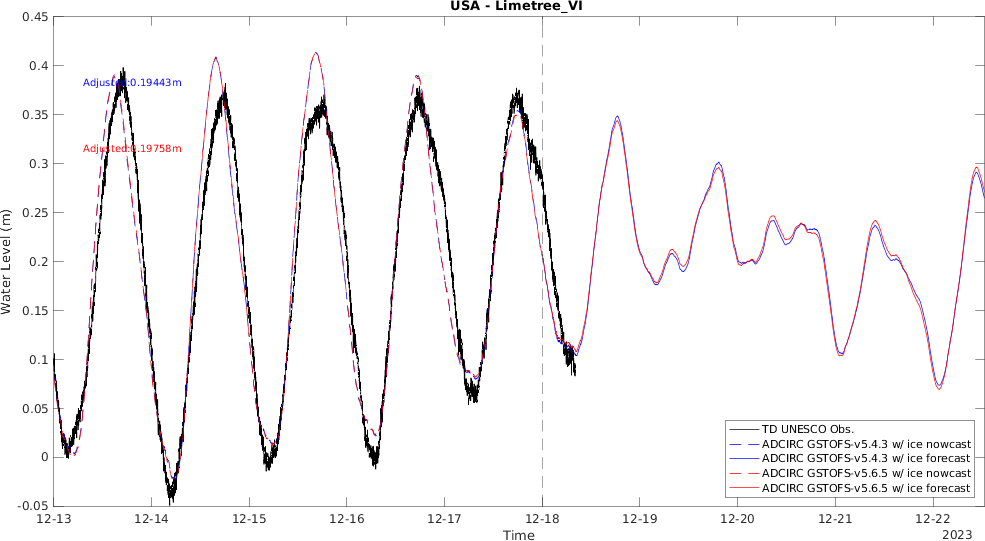 USA - Limetree_VI
0.45
0.4
0.35
0.3
0.25
0.2
0.15
0.1
0.05
0
-0.05
Water Level (m)
Adjusted:0.19443m
Adjusted:0.19758m
TD UNESCO Obs.
ADCIRC GSTOFS-v5.4.3 w/ ice nowcast
ADCIRC GSTOFS-v5.4.3 w/ ice forecast
ADCIRC GSTOFS-v5.6.5 w/ ice nowcast
ADCIRC GSTOFS-v5.6.5 w/ ice forecast
12-13 12-14 12-15 12-16 12-17 12-18 12-19 12-20 12-21 12-22
Time
2023